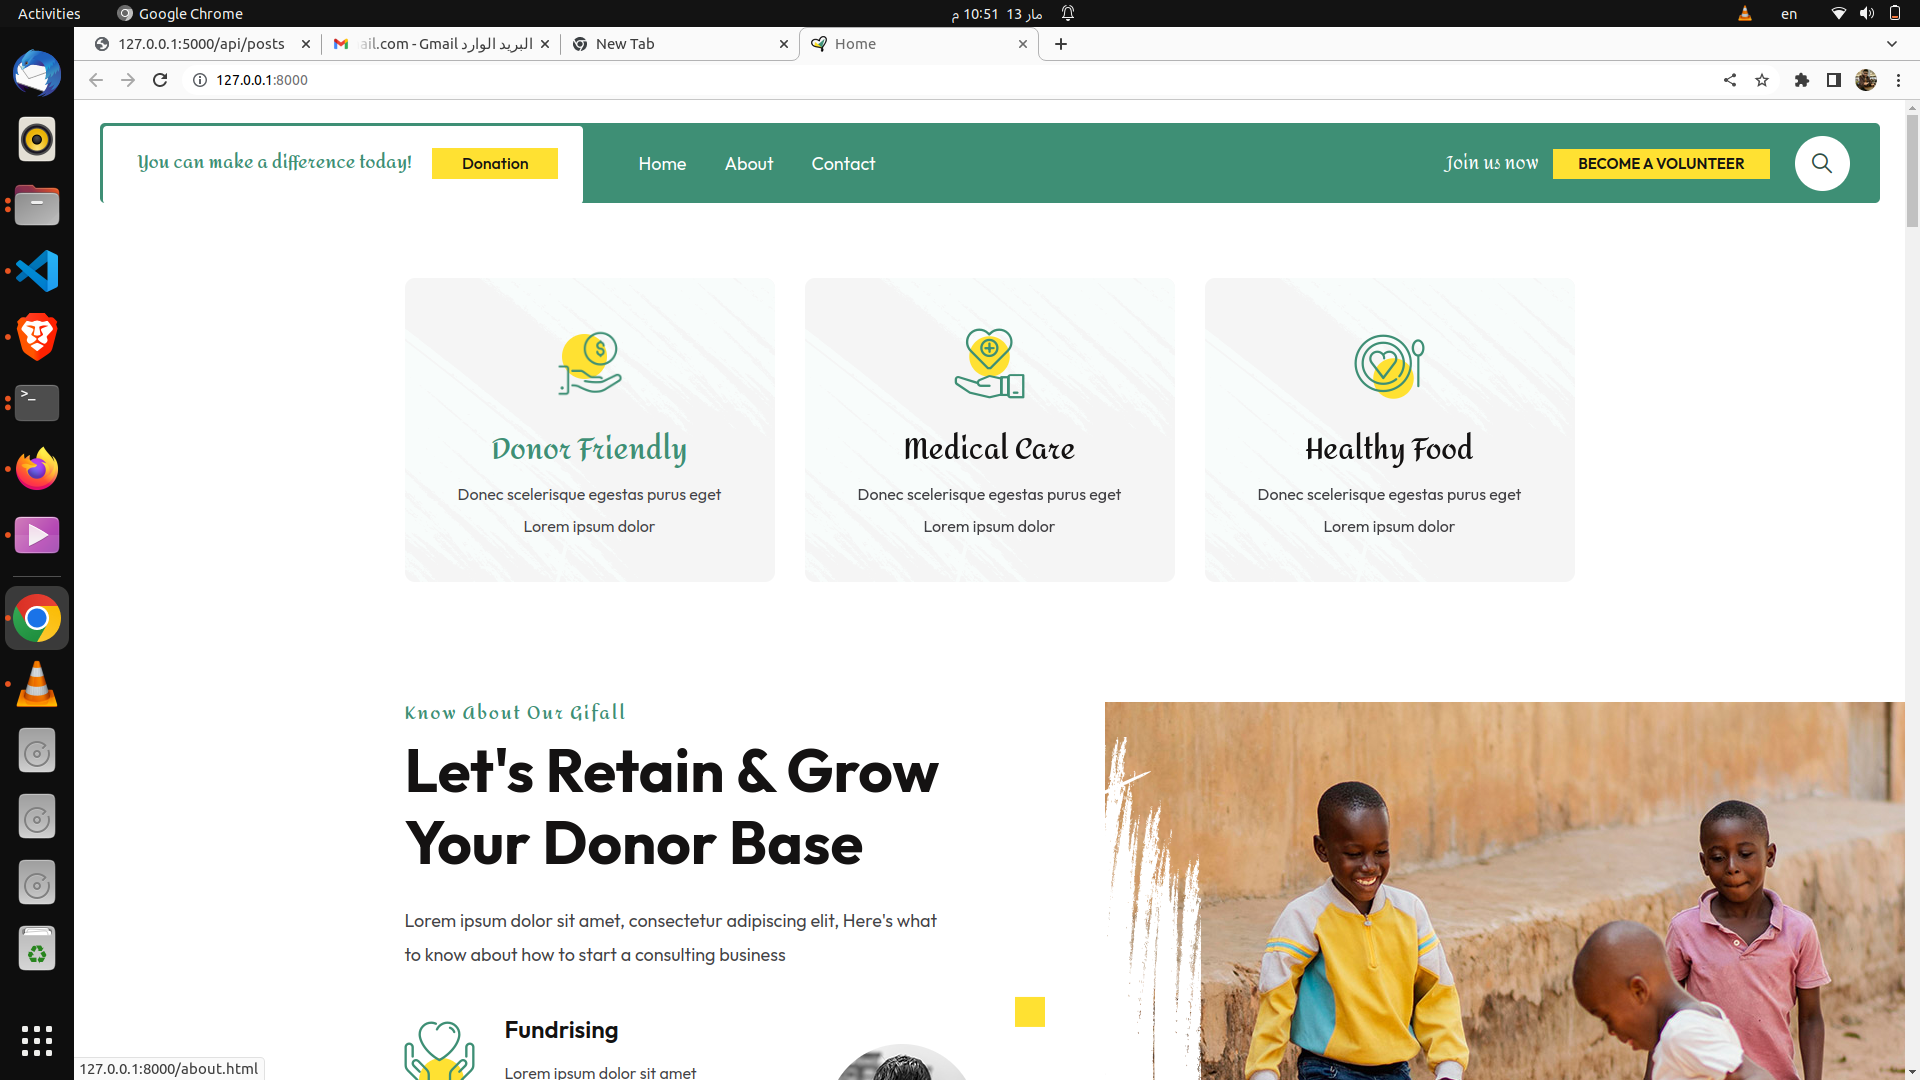 Activities
Google Chrome
مار 13 10:51 م
en
127.0.0.1:5000/api/posts
البريد الوارد ail.com - Gmail
New Tab
Home
127.0.0.1:8000
You can make a difference today!
Donation
Home
About
Contact
Join us now
BECOME A VOLUNTEER
Donor Friendly
Donec scelerisque egestas purus eget
Lorem ipsum dolor
Medical Care
Donec scelerisque egestas purus eget
Lorem ipsum dolor
Healthy Food
Donec scelerisque egestas purus eget
Lorem ipsum dolor
Know About Our Gifall
Let's Retain & Grow
Your Donor Base
Lorem ipsum dolor sit amet, consectetur adipiscing elit, Here's what
to know about how to start a consulting business
Fundrising
Lorem ipsum dolor sit amet
127.0.0.1:8000/about.html